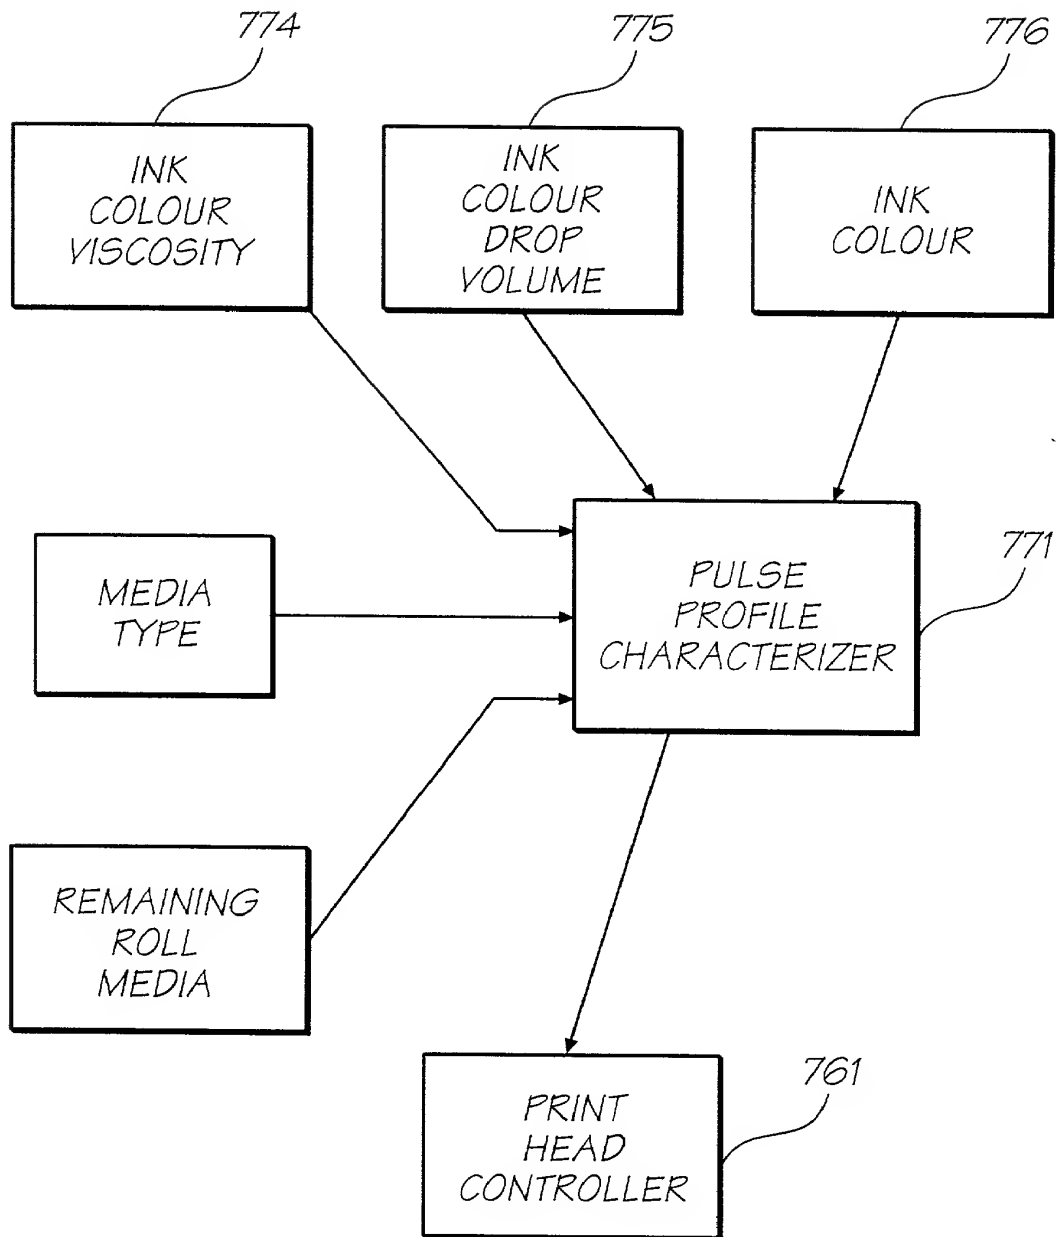 774
775
776
INK
COLOUR
VISCOSITY
INK
COLOUR
DROP
VOLUME
INK
COLOUR
771
MEDIA
TYPE
PULSE
PROFILE
CHARACTERIZER
REMAINING
ROLL
MEDIA
761
PRINT
HEAD
CONTROLLER